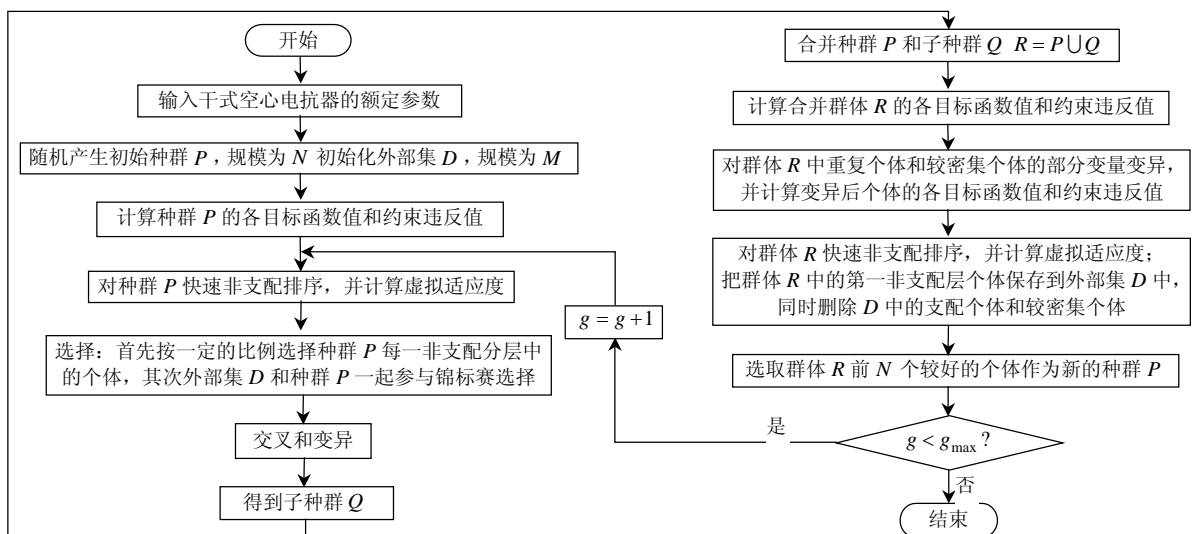 开始
输入干式空心电抗器的额定参数
随机产生初始种群 P，规模为 N 初始化外部集 D，规模为 M
计算种群 P 的各目标函数值和约束违反值
对种群 P 快速非支配排序，并计算虚拟适应度
选择：首先按一定的比例选择种群 P 每一非支配分层中
的个体，其次外部集 D 和种群 P 一起参与锦标赛选择
交叉和变异
得到子种群 Q
合并种群 P 和子种群 Q R = P⋃Q
计算合并群体 R 的各目标函数值和约束违反值
对群体 R 中重复个体和较密集个体的部分变量变异，
并计算变异后个体的各目标函数值和约束违反值
对群体 R 快速非支配排序，并计算虚拟适应度；
把群体 R 中的第一非支配层个体保存到外部集 D 中，
同时删除 D 中的支配个体和较密集个体
选取群体 R 前 N 个较好的个体作为新的种群 P
g < g_max ?
是
g = g +1
否
结束